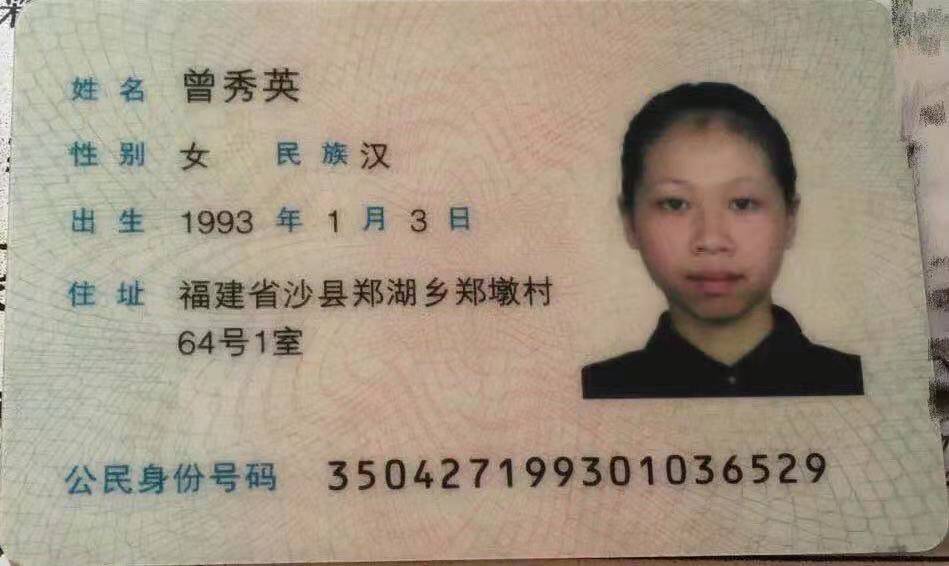 姓名 曾秀英
性别 女 民族 汉
出生 1993 年 1 月 3 日
住址 福建省沙县郑湖乡郑墩村
64号1室
公民身份号码 350427199301036529